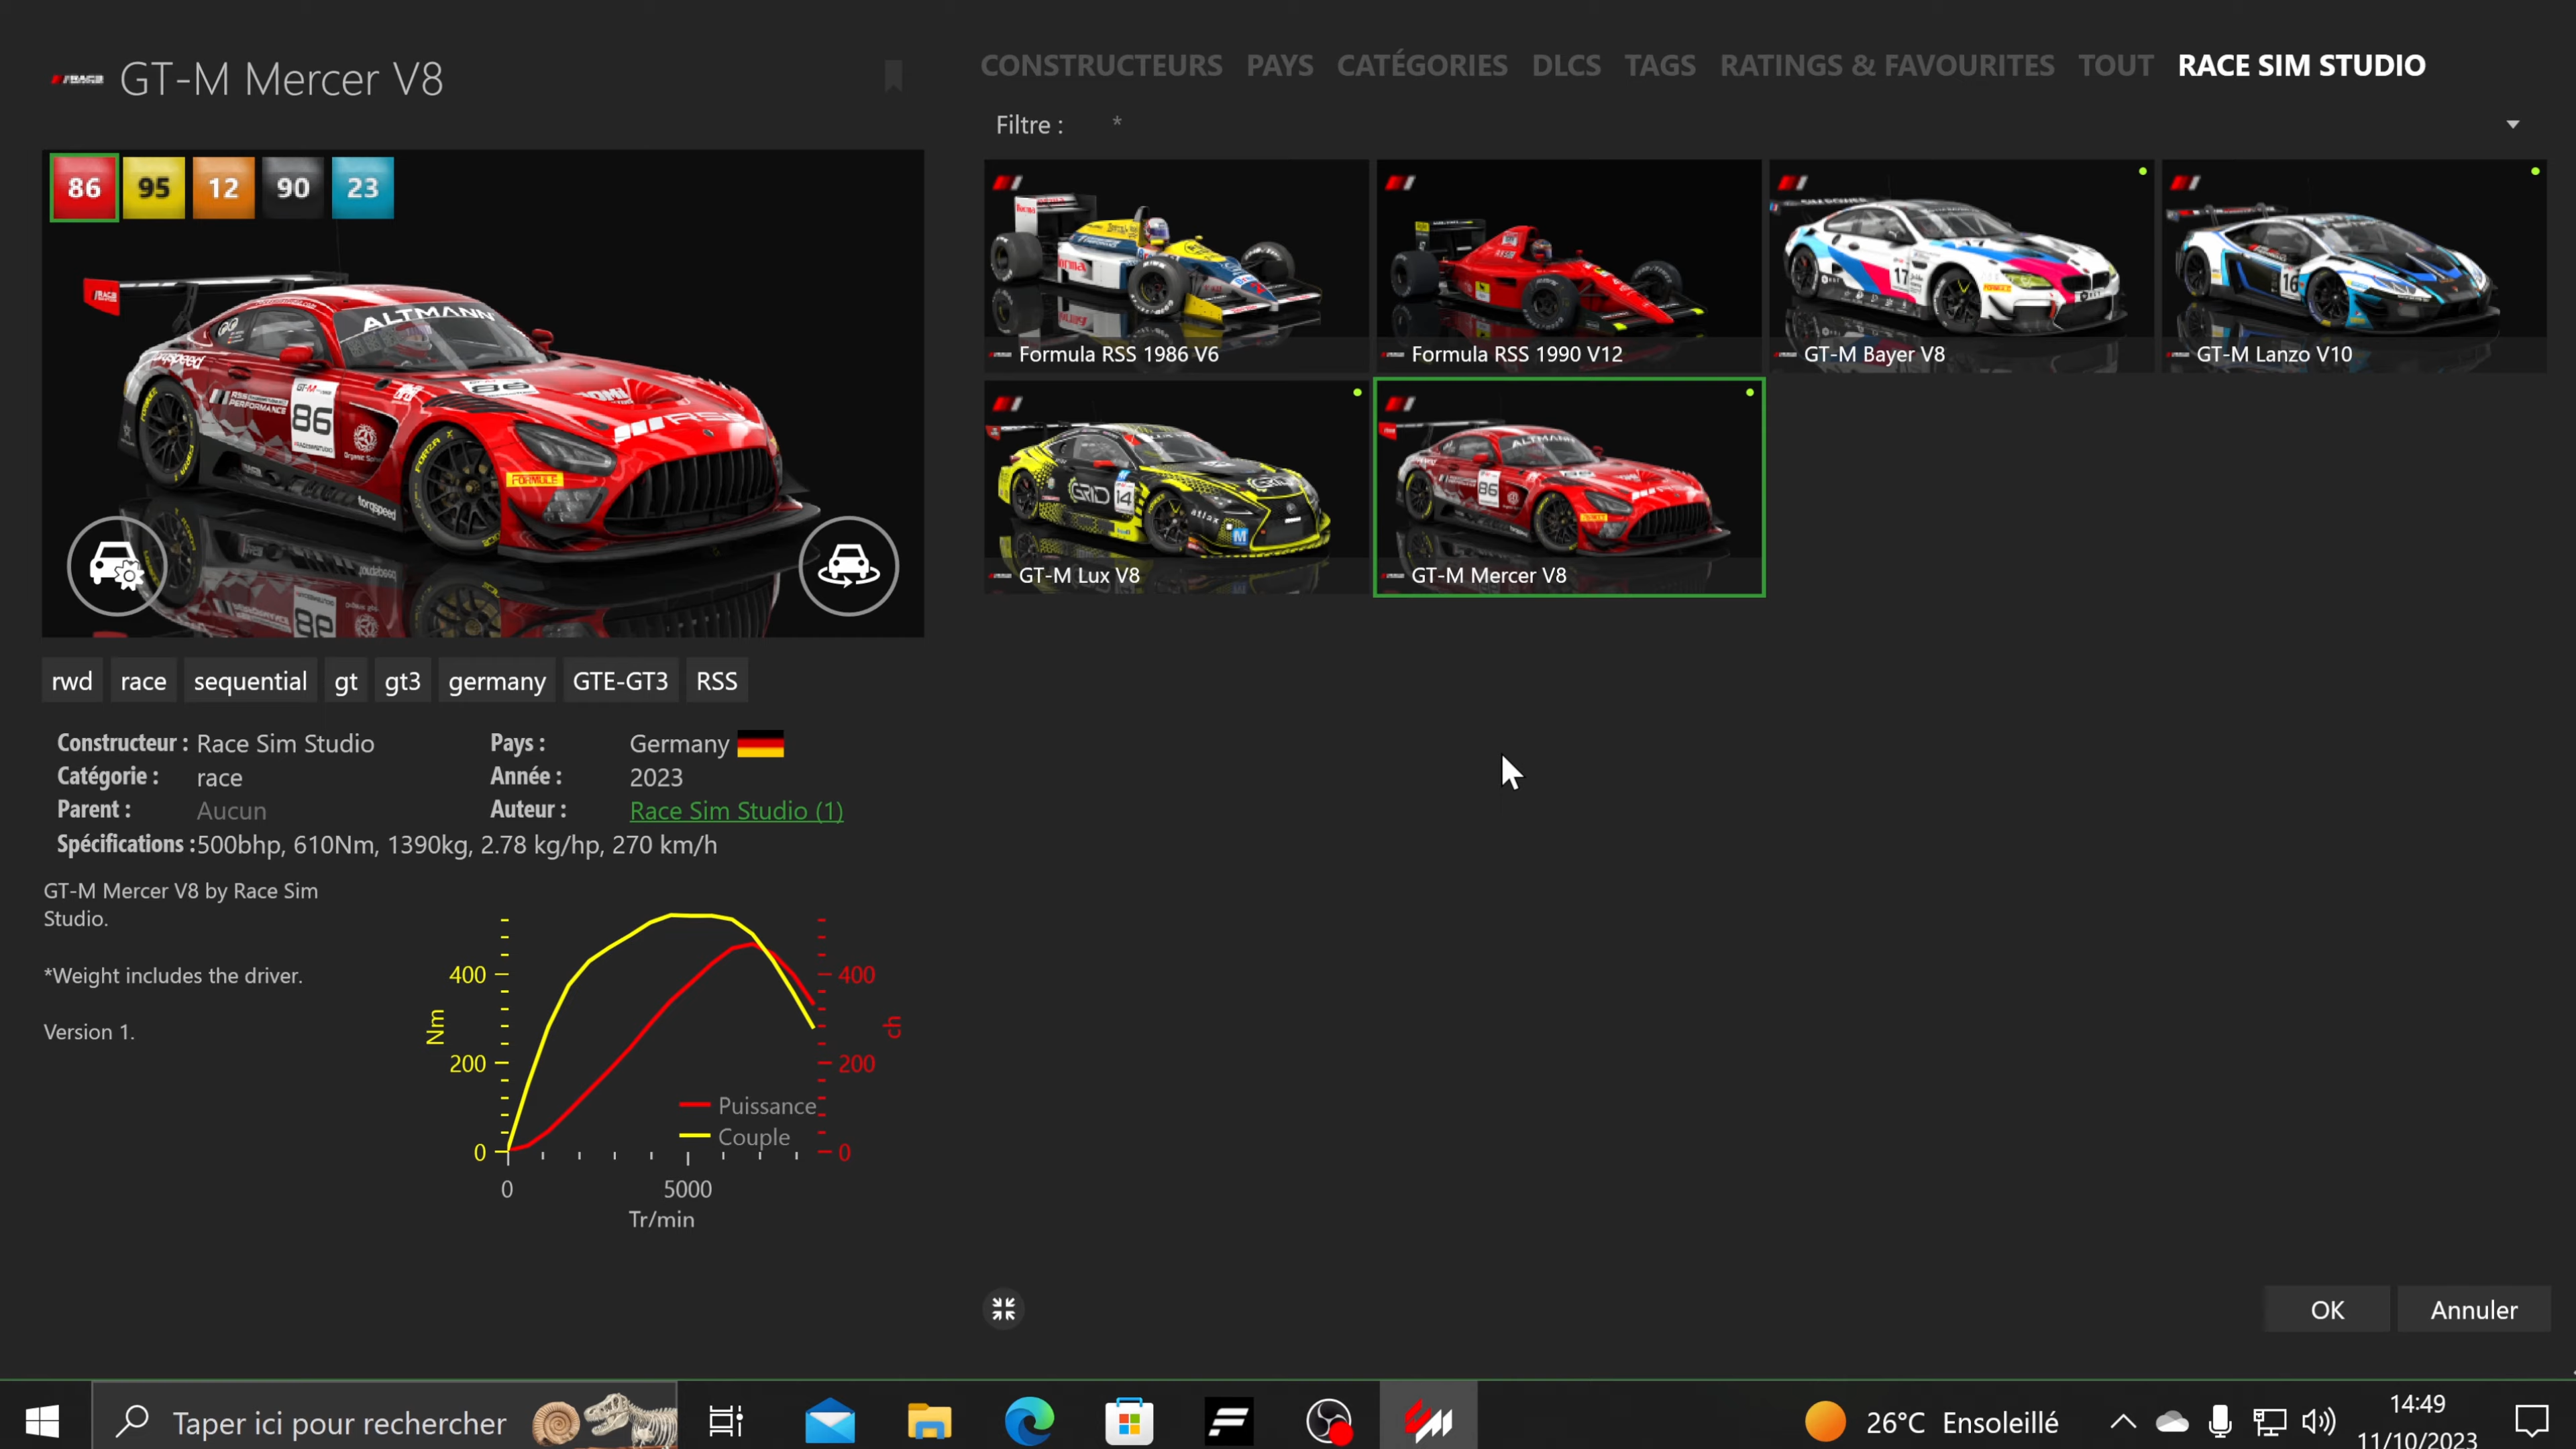 GT-M Mercer V8
CONSTRUCTEURS PAYS CATÉGORIES DLCS TAGS RATINGS & FAVOURITES TOUT RACE SIM STUDIO
Filtre : *
86 95 12 90 23
ALTMANN
86
FORMULE
torqspeed
Formula RSS 1986 V6
Formula RSS 1990 V12
GT-M Bayer V8
GT-M Lanzo V10
GT-M Lux V8
GT-M Mercer V8
rwd race sequential gt gt3 germany GTE-GT3 RSS
Constructeur : Race Sim Studio Pays : Germany
Catégorie : race Année : 2023
Parent : Aucun Auteur : Race Sim Studio (1)
Spécifications : 500bhp, 610Nm, 1390kg, 2.78 kg/hp, 270 km/h
GT-M Mercer V8 by Race Sim
Studio.
*Weight includes the driver.
Version 1.
400 400
Nm ch
200 200
Puissance
Couple
0 0
0 5000
Tr/min
OK Annuler
Taper ici pour rechercher
26°C Ensoleillé
14:49
11/10/2023